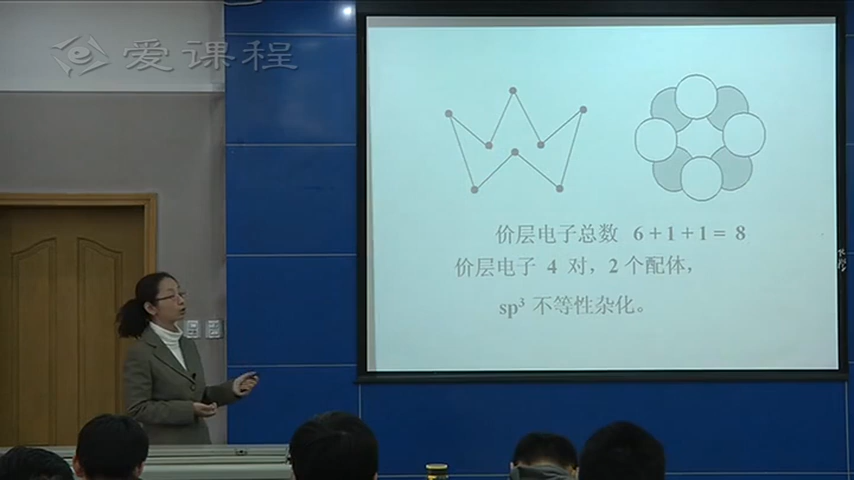 爱课程
价层电子总数 6 + 1 + 1 = 8
价层电子 4 对，2 个配体，
sp³ 不等性杂化。